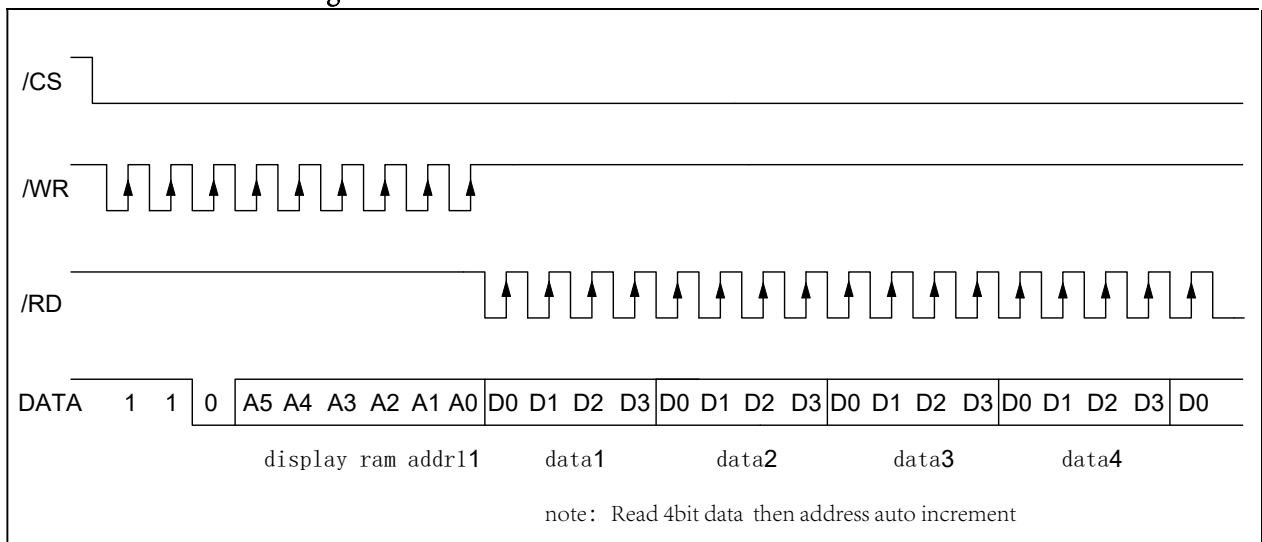 /CS
/WR
/RD
DATA 1 1 0 A5 A4 A3 A2 A1 A0 D0 D1 D2 D3 D0 D1 D2 D3 D0 D1 D2 D3 D0 D1 D2 D3 D0
display ram addr11 data1 data2 data3 data4
note: Read 4bit data then address auto increment